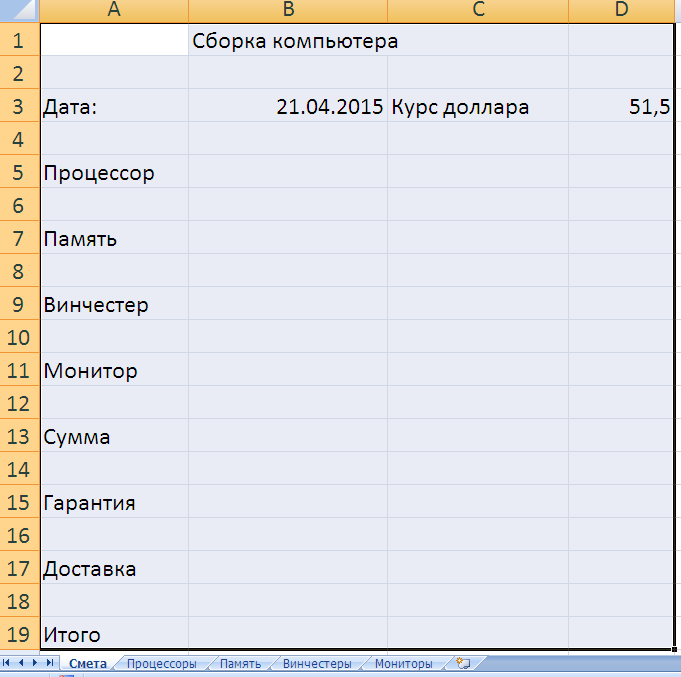 A B C D
1 Сборка компьютера
2
3 Дата: 21.04.2015 Курс доллара 51,5
4
5 Процессор
6
7 Память
8
9 Винчестер
10
11 Монитор
12
13 Сумма
14
15 Гарантия
16
17 Доставка
18
19 Итого
Смета Процессоры Память Винчестеры Мониторы